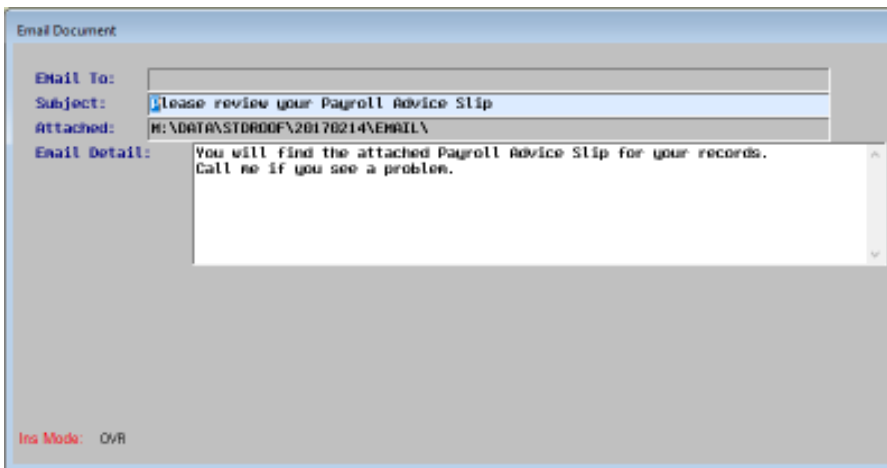 Email Document
EMail To:
Subject: Please review your Payroll Advice Slip
Attached: M:\DATA\STDROOF\20170214\EMAIL\
Email Detail: You will find the attached Payroll Advice Slip for your records.
Call me if you see a problem.
Ins Mode: OVR